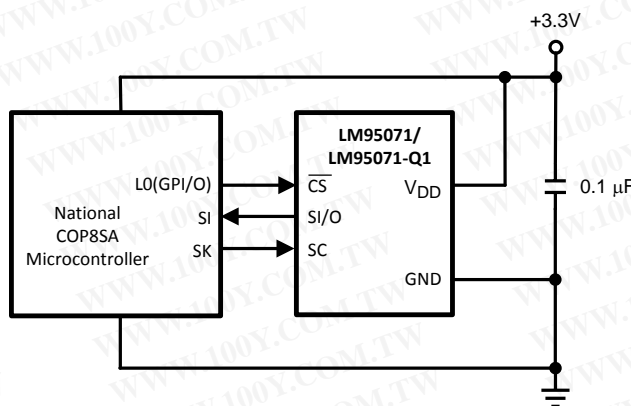 WWW.100Y.COM.TW
+3.3V
LM95071/
LM95071-Q1
L0(GPI/O)
CS
VDD
0.1 μF
National
COP8SA
Microcontroller
SI
SI/O
SK
SC
GND